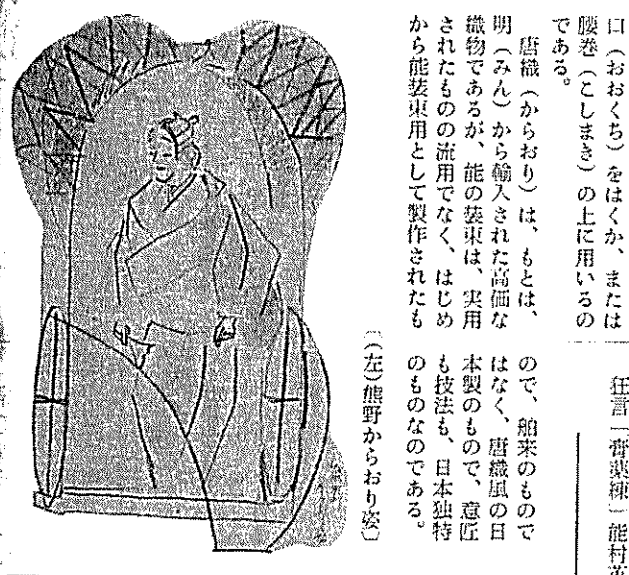 口（おおくち）をはくか、または
腰巻（こしまき）の上に用いるの
である。
唐織（からおり）は、もとは、
明（みん）から輸入された高価な
織物であるが、能の装束は、実用
されたものの流用でなく、はじめ
から能装束用として製作されたも
ので、舶来のもので
はなく、唐織風の日
本製のもので、意匠
も技法も、日本独特
のものなのである。
〔（左）熊野からおり姿〕
狂言「膏薬煉」能村